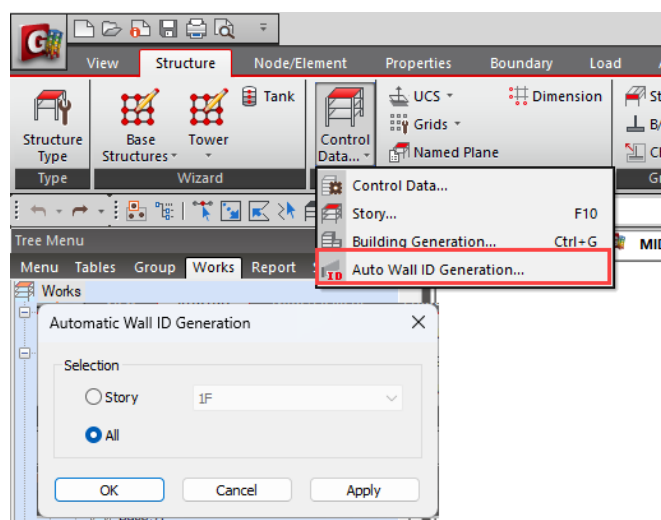 View Structure Node/Element Properties Boundary Load
Structure Type
Base Structures
Tower
Tank
Control Data...
UCS
Grids
Named Plane
Dimension
Type Wizard
Control Data...
Story... F10
Building Generation... Ctrl+G
Auto Wall ID Generation...
Tree Menu
Menu Tables Group Works Report
Works
Automatic Wall ID Generation
Selection
Story 1F
All
OK Cancel Apply